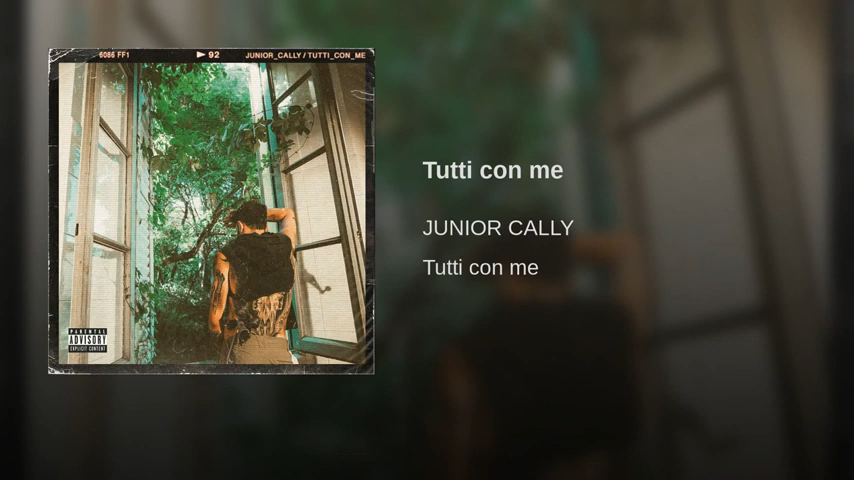 6086 FF1 ▶ 92 JUNIOR_CALLY / TUTTI_CON_ME
PARENTAL
ADVISORY
EXPLICIT CONTENT
Tutti con me
JUNIOR CALLY
Tutti con me